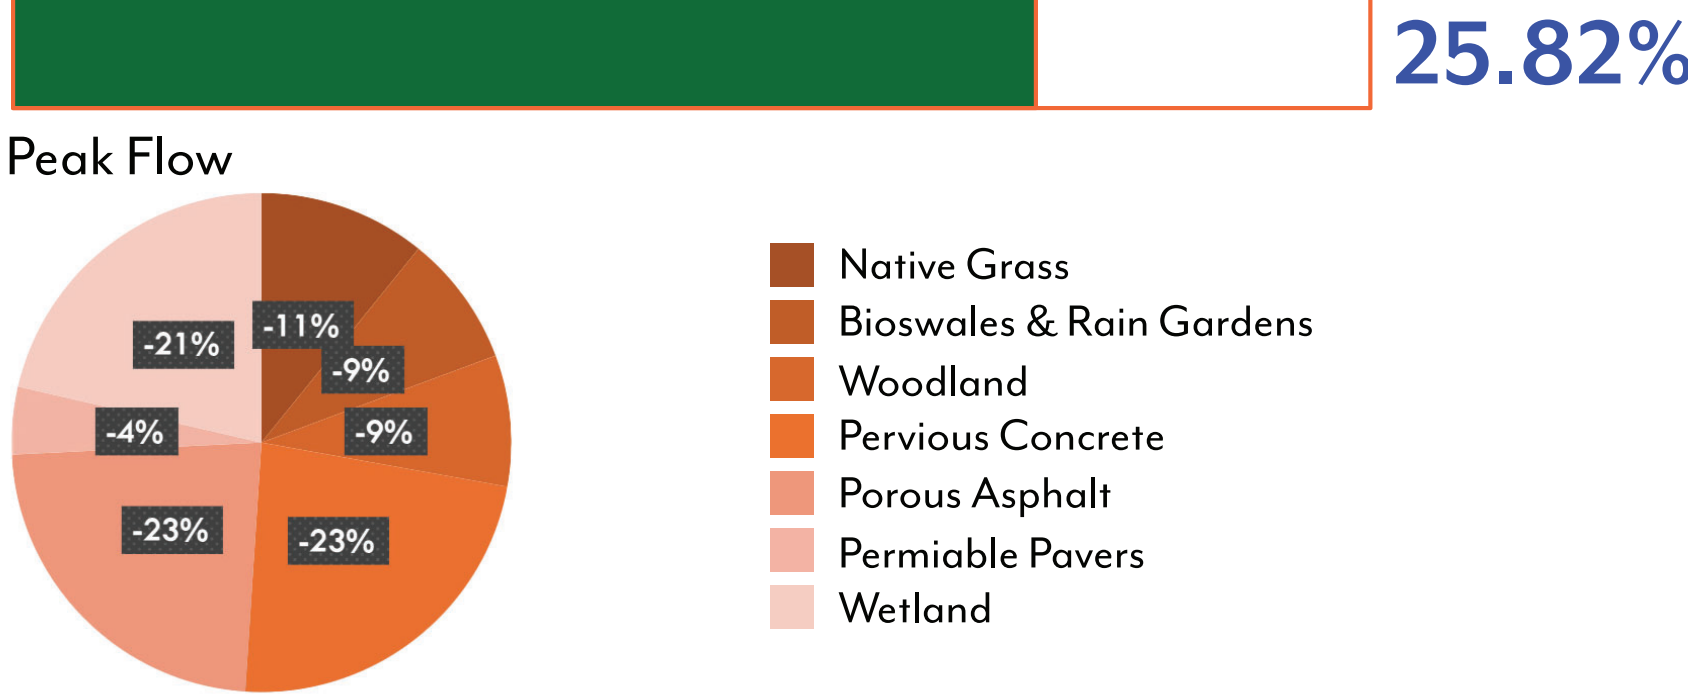 25.82%
Peak Flow
-11%
-21%
-9%
-4%
-9%
-23%
-23%
Native Grass
Bioswales & Rain Gardens
Woodland
Pervious Concrete
Porous Asphalt
Permiable Pavers
Wetland